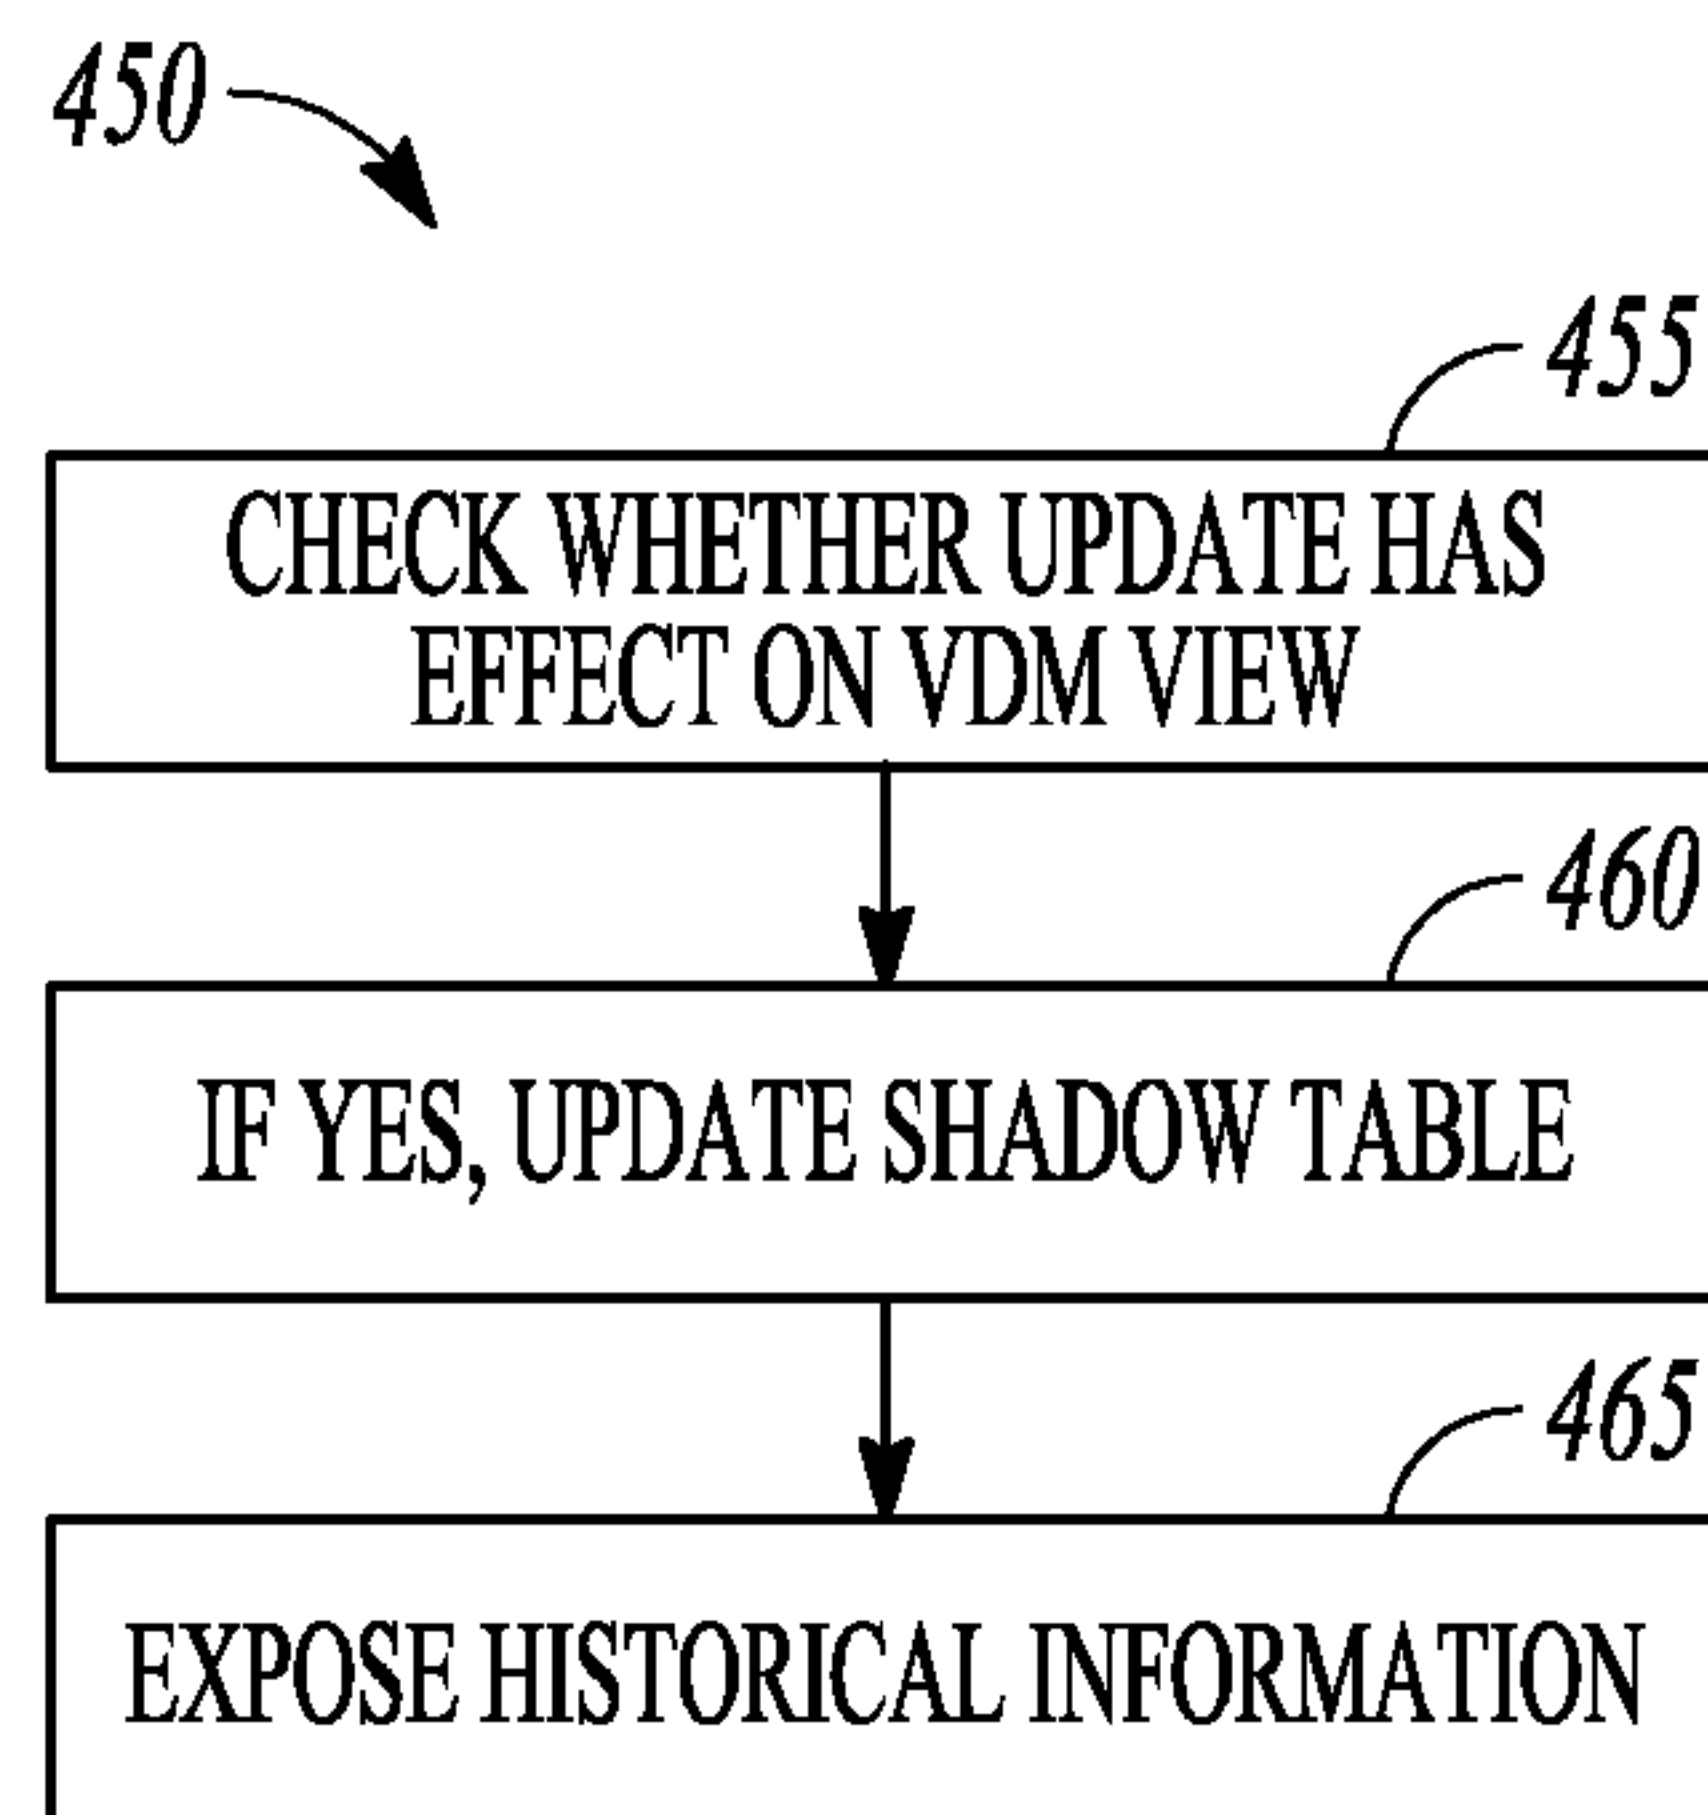 450
455
CHECK WHETHER UPDATE HAS
EFFECT ON VDM VIEW
460
IF YES, UPDATE SHADOW TABLE
465
EXPOSE HISTORICAL INFORMATION